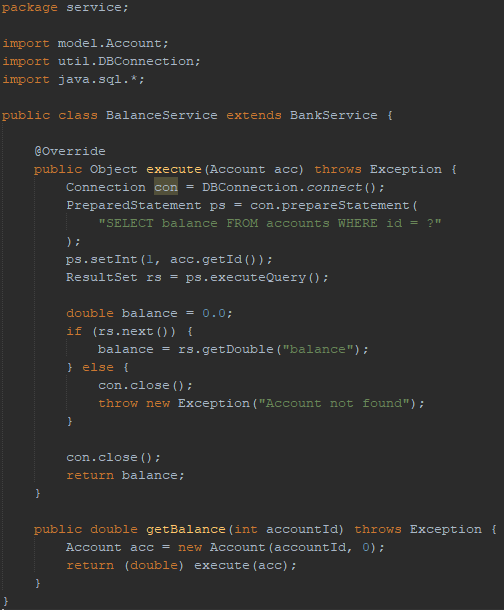 package service;

import model.Account;
import util.DBConnection;
import java.sql.*;

public class BalanceService extends BankService {

    @Override
    public Object execute(Account acc) throws Exception {
        Connection con = DBConnection.connect();
        PreparedStatement ps = con.prepareStatement(
            "SELECT balance FROM accounts WHERE id = ?"
        );
        ps.setInt(1, acc.getId());
        ResultSet rs = ps.executeQuery();

        double balance = 0.0;
        if (rs.next()) {
            balance = rs.getDouble("balance");
        } else {
            con.close();
            throw new Exception("Account not found");
        }

        con.close();
        return balance;
    }

    public double getBalance(int accountId) throws Exception {
        Account acc = new Account(accountId, 0);
        return (double) execute(acc);
    }
}